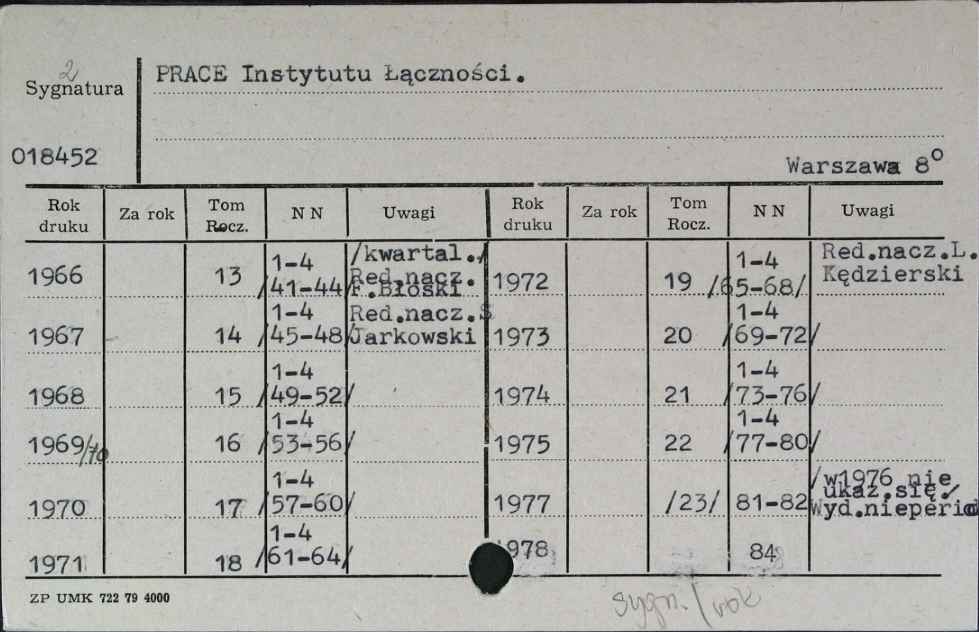 PRACE Instytutu Łączności.
2
Sygnatura
018452
Warszawa 8°
Rok druku Za rok Tom Rocz. N N Uwagi Rok druku Za rok Tom Rocz. N N Uwagi
1966 13 1-4 /41-44/ /kwartal./ Red.nacz. F.Błoski 1972 19 1-4 /65-68/ Red.nacz.L. Kędzierski
1967 14 1-4 /45-48/ Red.nacz.S Jarkowski 1973 20 1-4 /69-72/
1968 15 1-4 /49-52/ 1974 21 1-4 /73-76/
1969/70 16 1-4 /53-56/ 1975 22 1-4 /77-80/
1970 17 1-4 /57-60/ 1977 /23/ 81-82 /w1976 nie ukaz.się./ Wyd.nieperiod
1971 18 1-4 /61-64/ 1978 84
ZP UMK 722 79 4000
sygn./rok